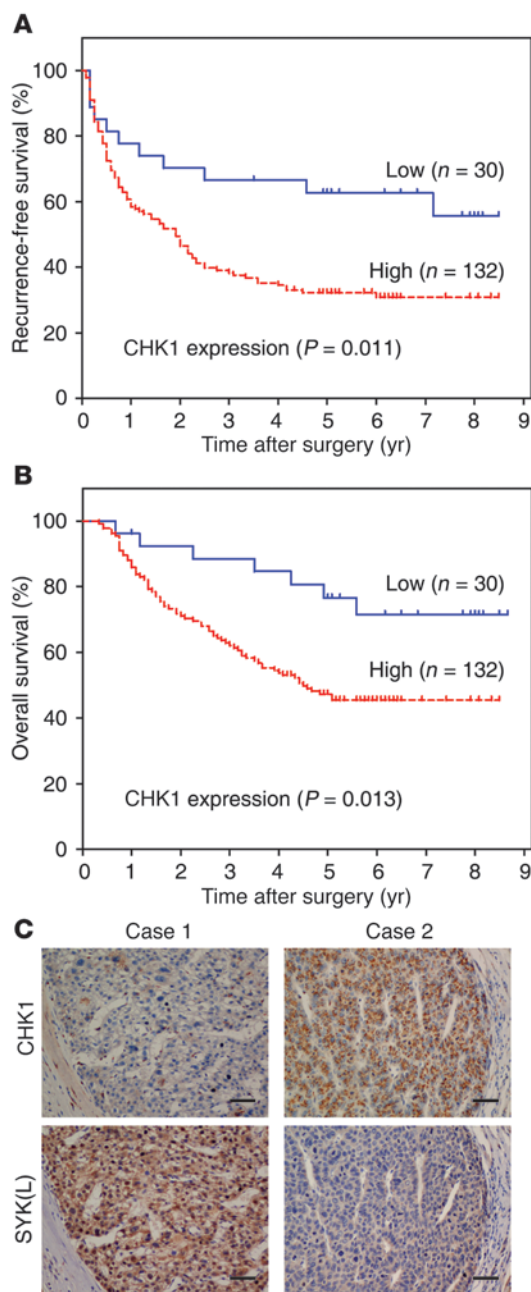 A
Recurrence-free survival (%)
100
80
60
40
20
0
Low (n = 30)
High (n = 132)
CHK1 expression (P = 0.011)
0 1 2 3 4 5 6 7 8 9
Time after surgery (yr)
B
Overall survival (%)
100
80
60
40
20
0
Low (n = 30)
High (n = 132)
CHK1 expression (P = 0.013)
0 1 2 3 4 5 6 7 8 9
Time after surgery (yr)
C
Case 1 Case 2
CHK1
SYK(L)